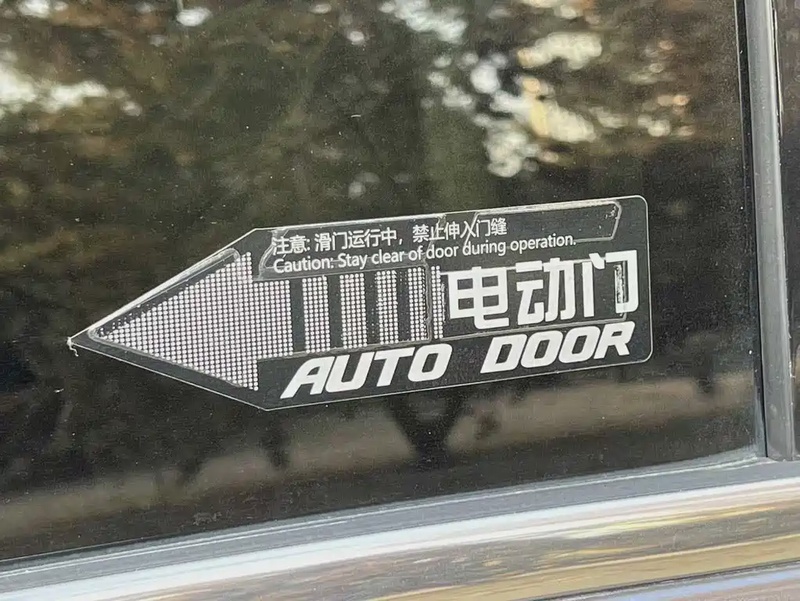 注意: 滑门运行中，禁止伸入门缝
Caution: Stay clear of door during operation.
电动门
AUTO DOOR